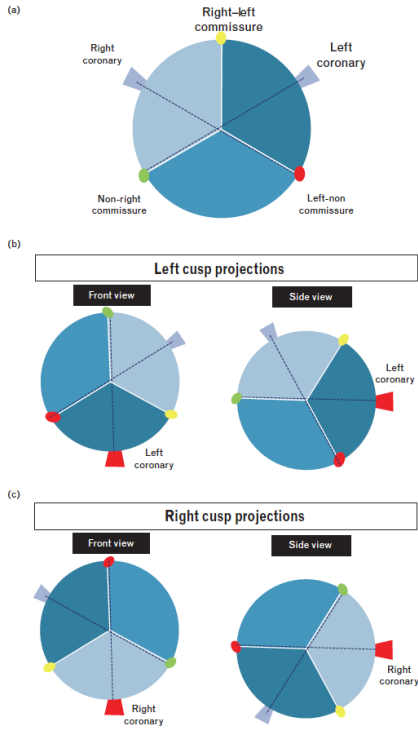 (a)
Right–left
commissure
Right
coronary
Left
coronary
Non-right
commissure
Left-non
commissure
(b)
Left cusp projections
Front view
Side view
Left
coronary
Left
coronary
(c)
Right cusp projections
Front view
Side view
Right
coronary
Right
coronary